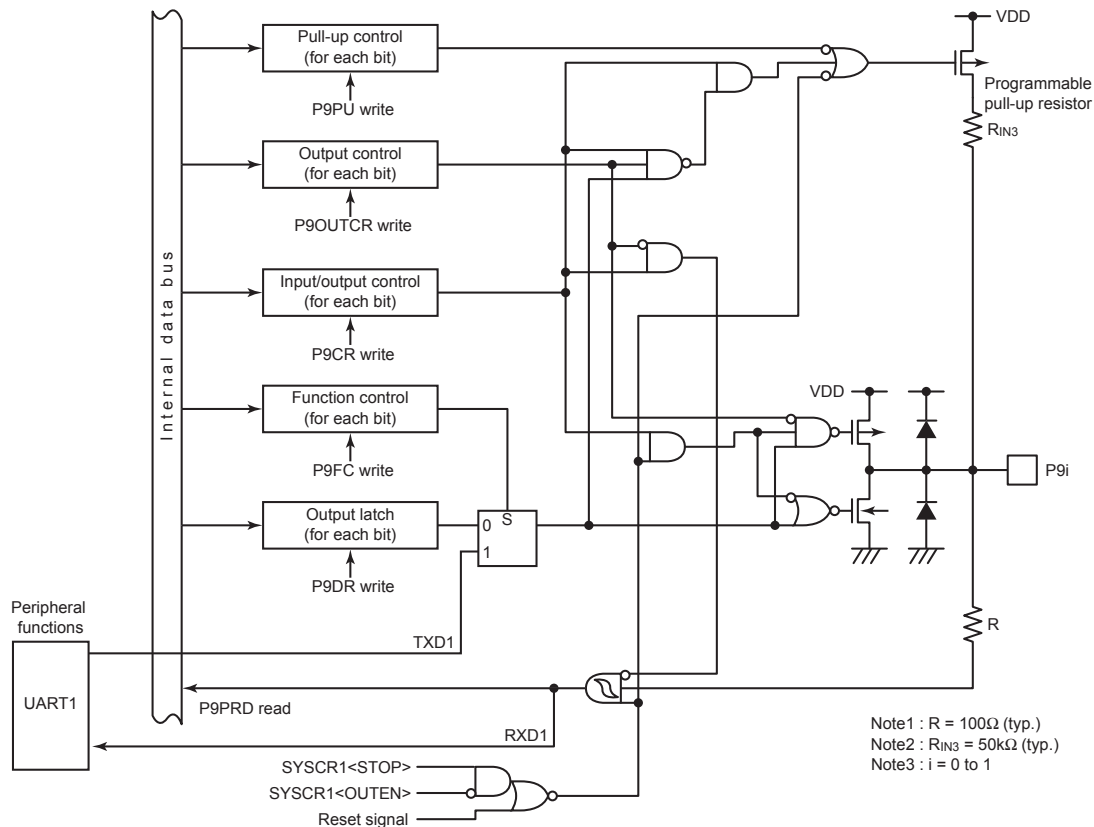 VDD
Pull-up control
(for each bit)
Programmable
pull-up resistor
P9PU write
RIN3
Output control
(for each bit)
P9OUTCR write
Internal data bus
Input/output control
(for each bit)
P9CR write
Function control
(for each bit)
VDD
P9i
P9FC write
Output latch
(for each bit)
S
0
1
P9DR write
Peripheral
functions
R
TXD1
UART1
P9PRD read
RXD1
Note1 : R = 100Ω (typ.)
Note2 : RIN3 = 50kΩ (typ.)
Note3 : i = 0 to 1
SYSCR1<STOP>
SYSCR1<OUTEN>
Reset signal